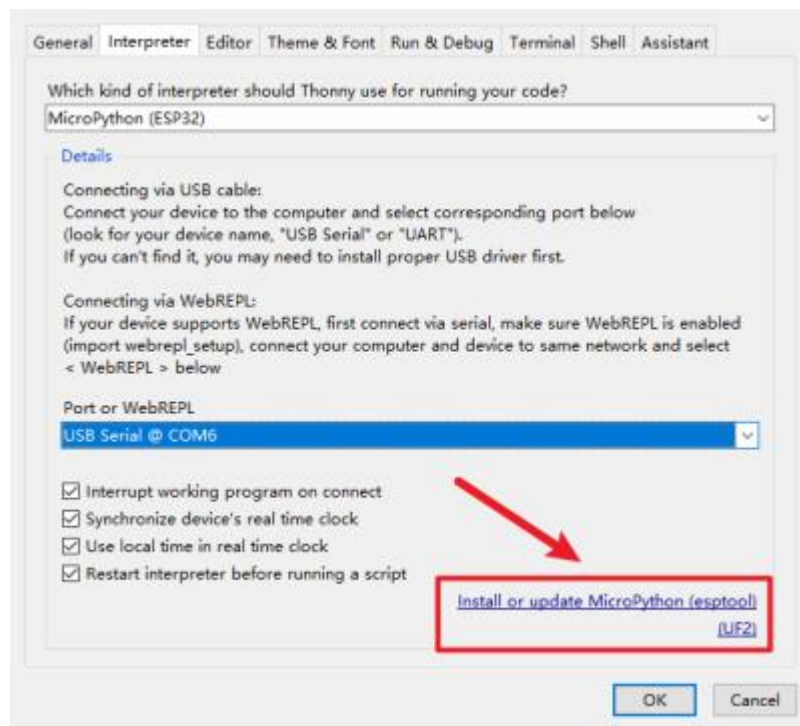 General Interpreter Editor Theme & Font Run & Debug Terminal Shell Assistant
Which kind of interpreter should Thonny use for running your code?
MicroPython (ESP32)
Details
Connecting via USB cable:
Connect your device to the computer and select corresponding port below
(look for your device name, "USB Serial" or "UART").
If you can't find it, you may need to install proper USB driver first.
Connecting via WebREPL:
If your device supports WebREPL, first connect via serial, make sure WebREPL is enabled
(import webrepl_setup), connect your computer and device to same network and select
< WebREPL > below
Port or WebREPL
USB Serial @ COM6
Interrupt working program on connect
Synchronize device's real time clock
Use local time in real time clock
Restart interpreter before running a script
Install or update MicroPython (esptool)
(UF2)
OK Cancel